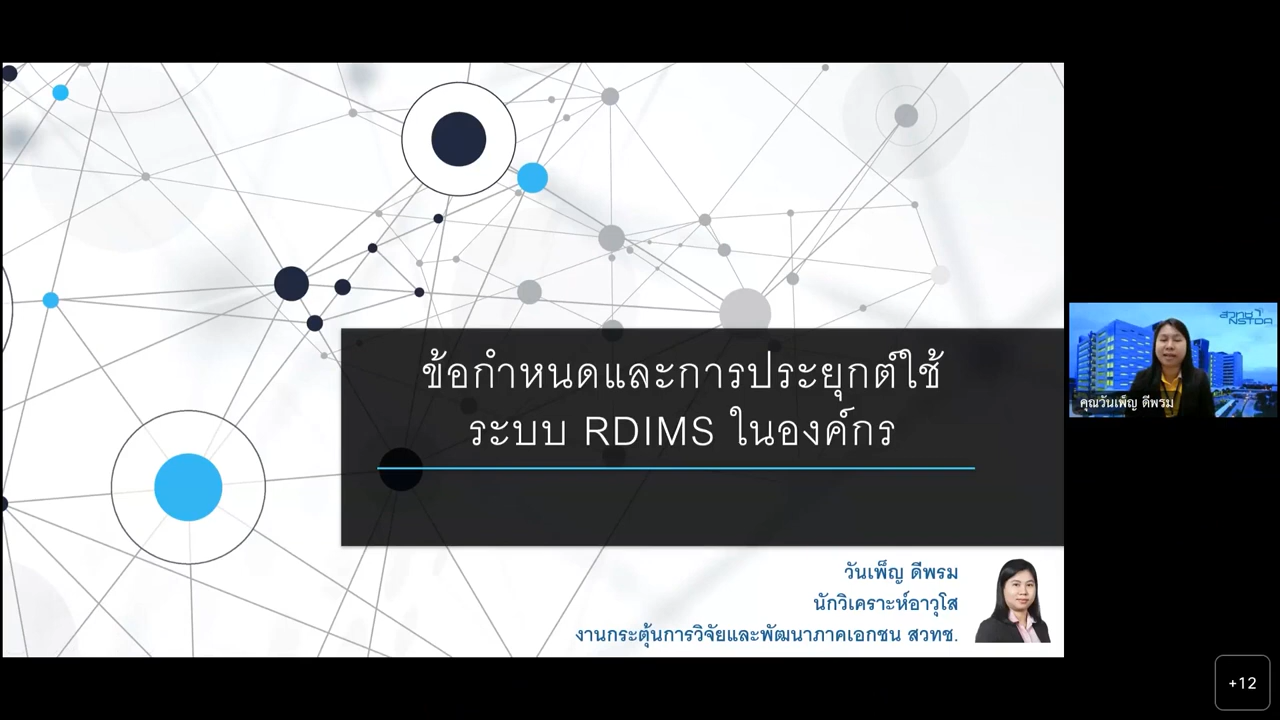 ข้อกำหนดและการประยุกต์ใช้
ระบบ RDIMS ในองค์กร
วันเพ็ญ ดีพรม
นักวิเคราะห์อาวุโส
งานกระตุ้นการวิจัยและพัฒนาภาคเอกชน สวทช.
สวทช
NSTDA
คุณวันเพ็ญ ดีพรม
+12